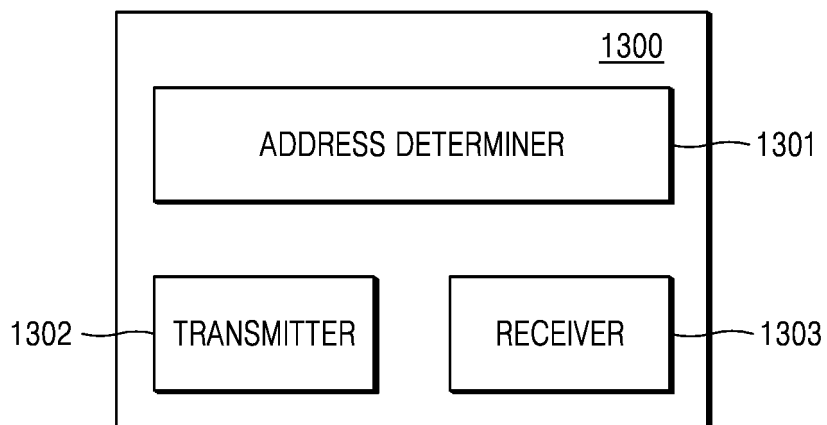 1300
ADDRESS DETERMINER
1301
1302
TRANSMITTER
RECEIVER
1303